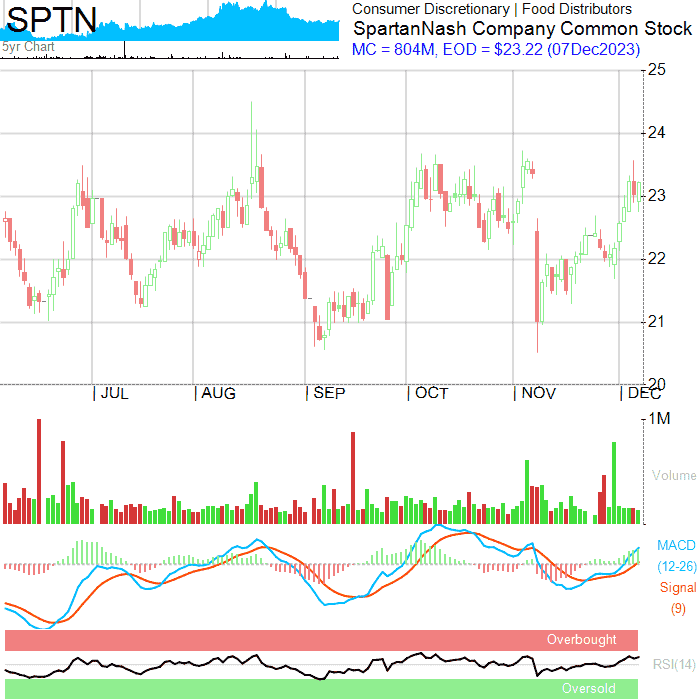 SPTN
5yr Chart
Consumer Discretionary | Food Distributors
SpartanNash Company Common Stock
MC = 804M, EOD = $23.22 (07Dec2023)
25
24
23
22
21
20
| JUL | AUG | SEP | OCT | NOV | DEC
1M
Volume
MACD
(12-26)
Signal
(9)
Overbought
RSI(14)
Oversold